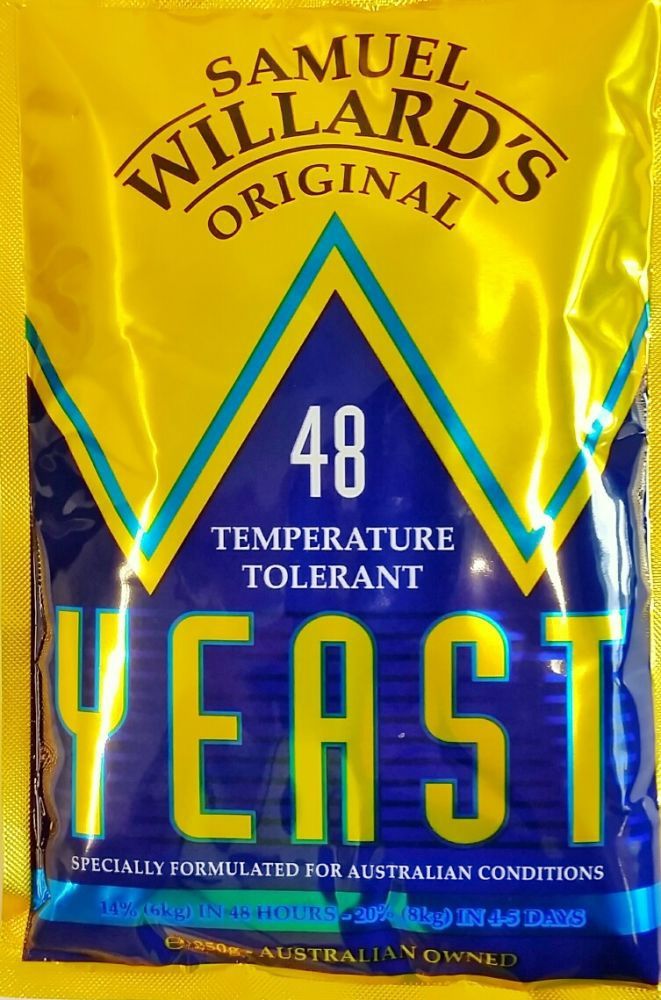 SAMUEL
WILLARD'S
ORIGINAL
48
TEMPERATURE
TOLERANT
YEAST
SPECIALLY FORMULATED FOR AUSTRALIAN CONDITIONS
14% (6kg) IN 48 HOURS - 20% (8kg) IN 4-5 DAYS
℮ 250g - AUSTRALIAN OWNED